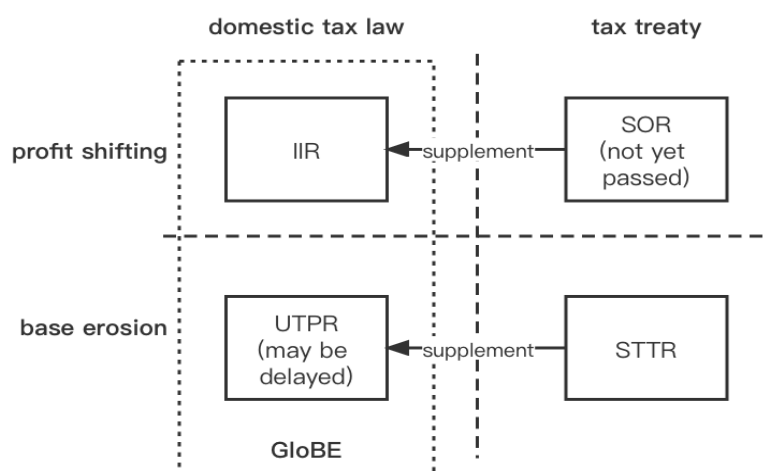 domestic tax law
tax treaty
profit shifting
IIR
supplement
SOR
(not yet
passed)
base erosion
UTPR
(may be
delayed)
supplement
STTR
GloBE